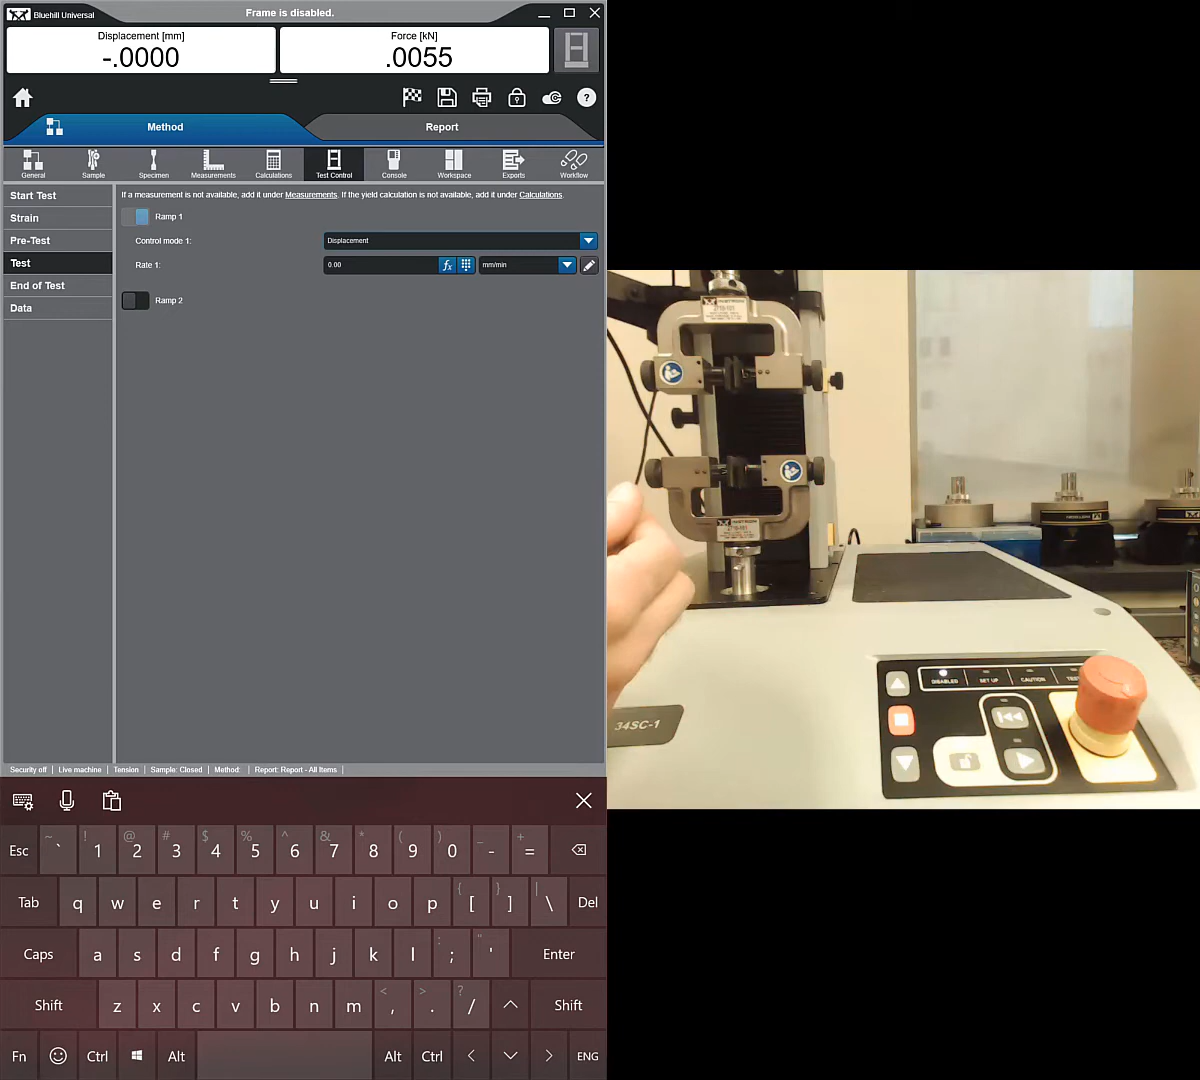 Bluehill Universal
Frame is disabled.
Displacement [mm]
-.0000
Force [kN]
.0055
?
Method
Report
General
Sample
Specimen
Measurements
Calculations
Test Control
Console
Workspace
Exports
Workflow
Start Test
Strain
Pre-Test
Test
End of Test
Data
If a measurement is not available, add it under Measurements. If the yield calculation is not available, add it under Calculations.
Ramp 1
Control mode 1:
Displacement
Rate 1:
0.00
fx
mm/min
Ramp 2
Security off | Live machine | Tension | Sample: Closed | Method: | Report: Report - All Items |
~ ` ! 1 @ 2 # 3 $ 4 % 5 ^ 6 & 7 * 8 ( 9 ) 0 _ - + =
Esc
Tab q w e r t y u i o p { [ } ] | \ Del
Caps a s d f g h j k l : ; " ' Enter
Shift z x c v b n m < , > . ? / Shift
Fn Ctrl Alt Alt Ctrl ENG
INSTRON
2710-101
34SC-1
DISABLED
SET UP
CAUTION